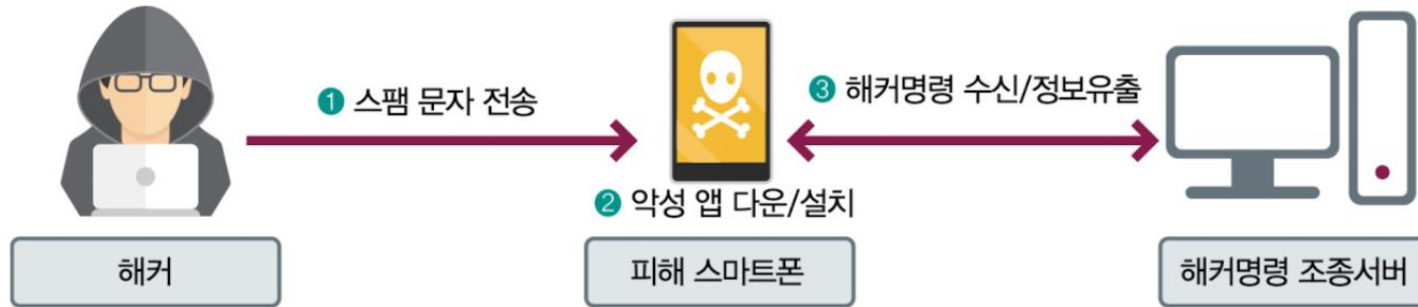 ❶ 스팸 문자 전송
❸ 해커명령 수신/정보유출
❷ 악성 앱 다운/설치
해커
피해 스마트폰
해커명령 조종서버